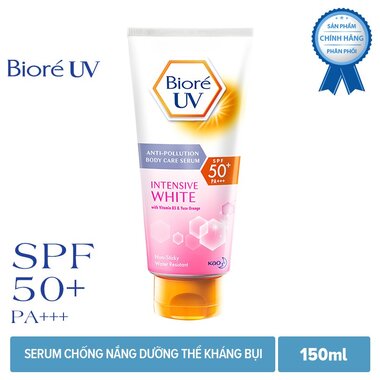 Bioré UV
SPF
50+
PA+++
Bioré
UV
ANTI-POLLUTION
BODY CARE SERUM
SPF
50+
PA+++
INTENSIVE
WHITE
with Vitamin B3 & Yuzu Orange
Non-Sticky
Water Resistant
Kao
SẢN PHẨM
CHÍNH HÃNG
PHÂN PHỐI
SERUM CHỐNG NẮNG DƯỠNG THỂ KHÁNG BỤI
150ml